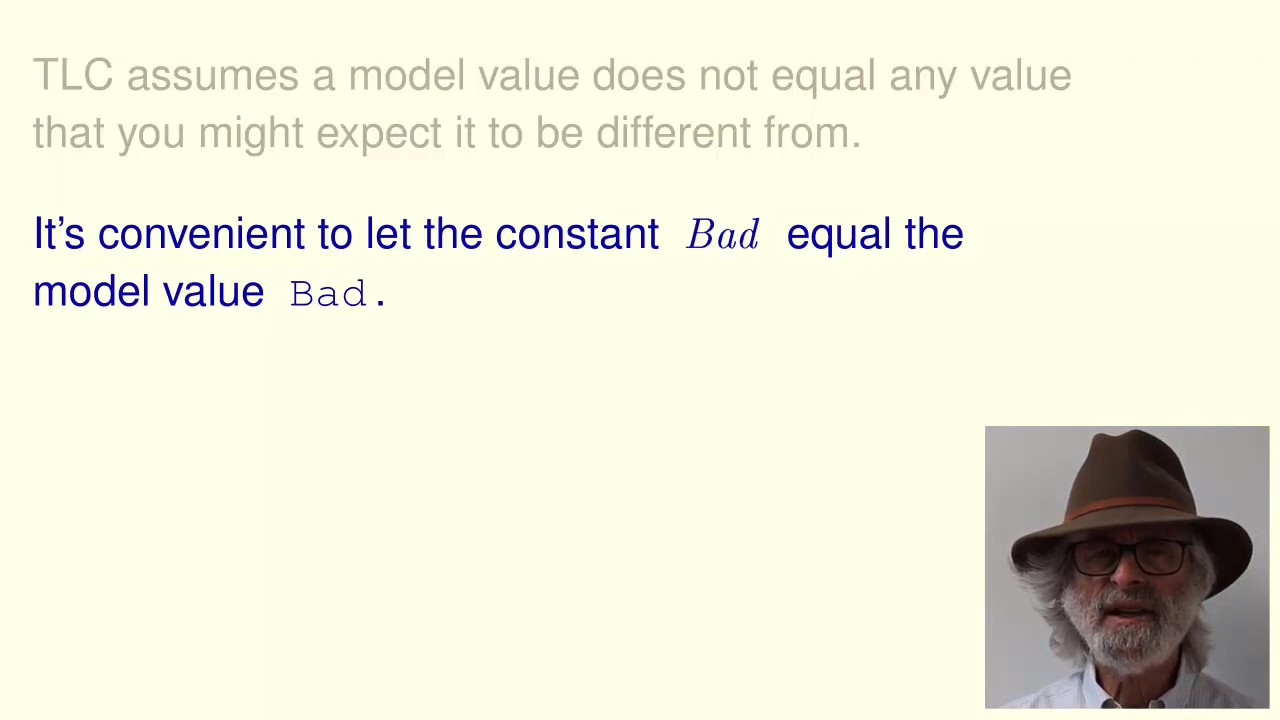 TLC assumes a model value does not equal any value
that you might expect it to be different from.
It’s convenient to let the constant Bad equal the
model value Bad.